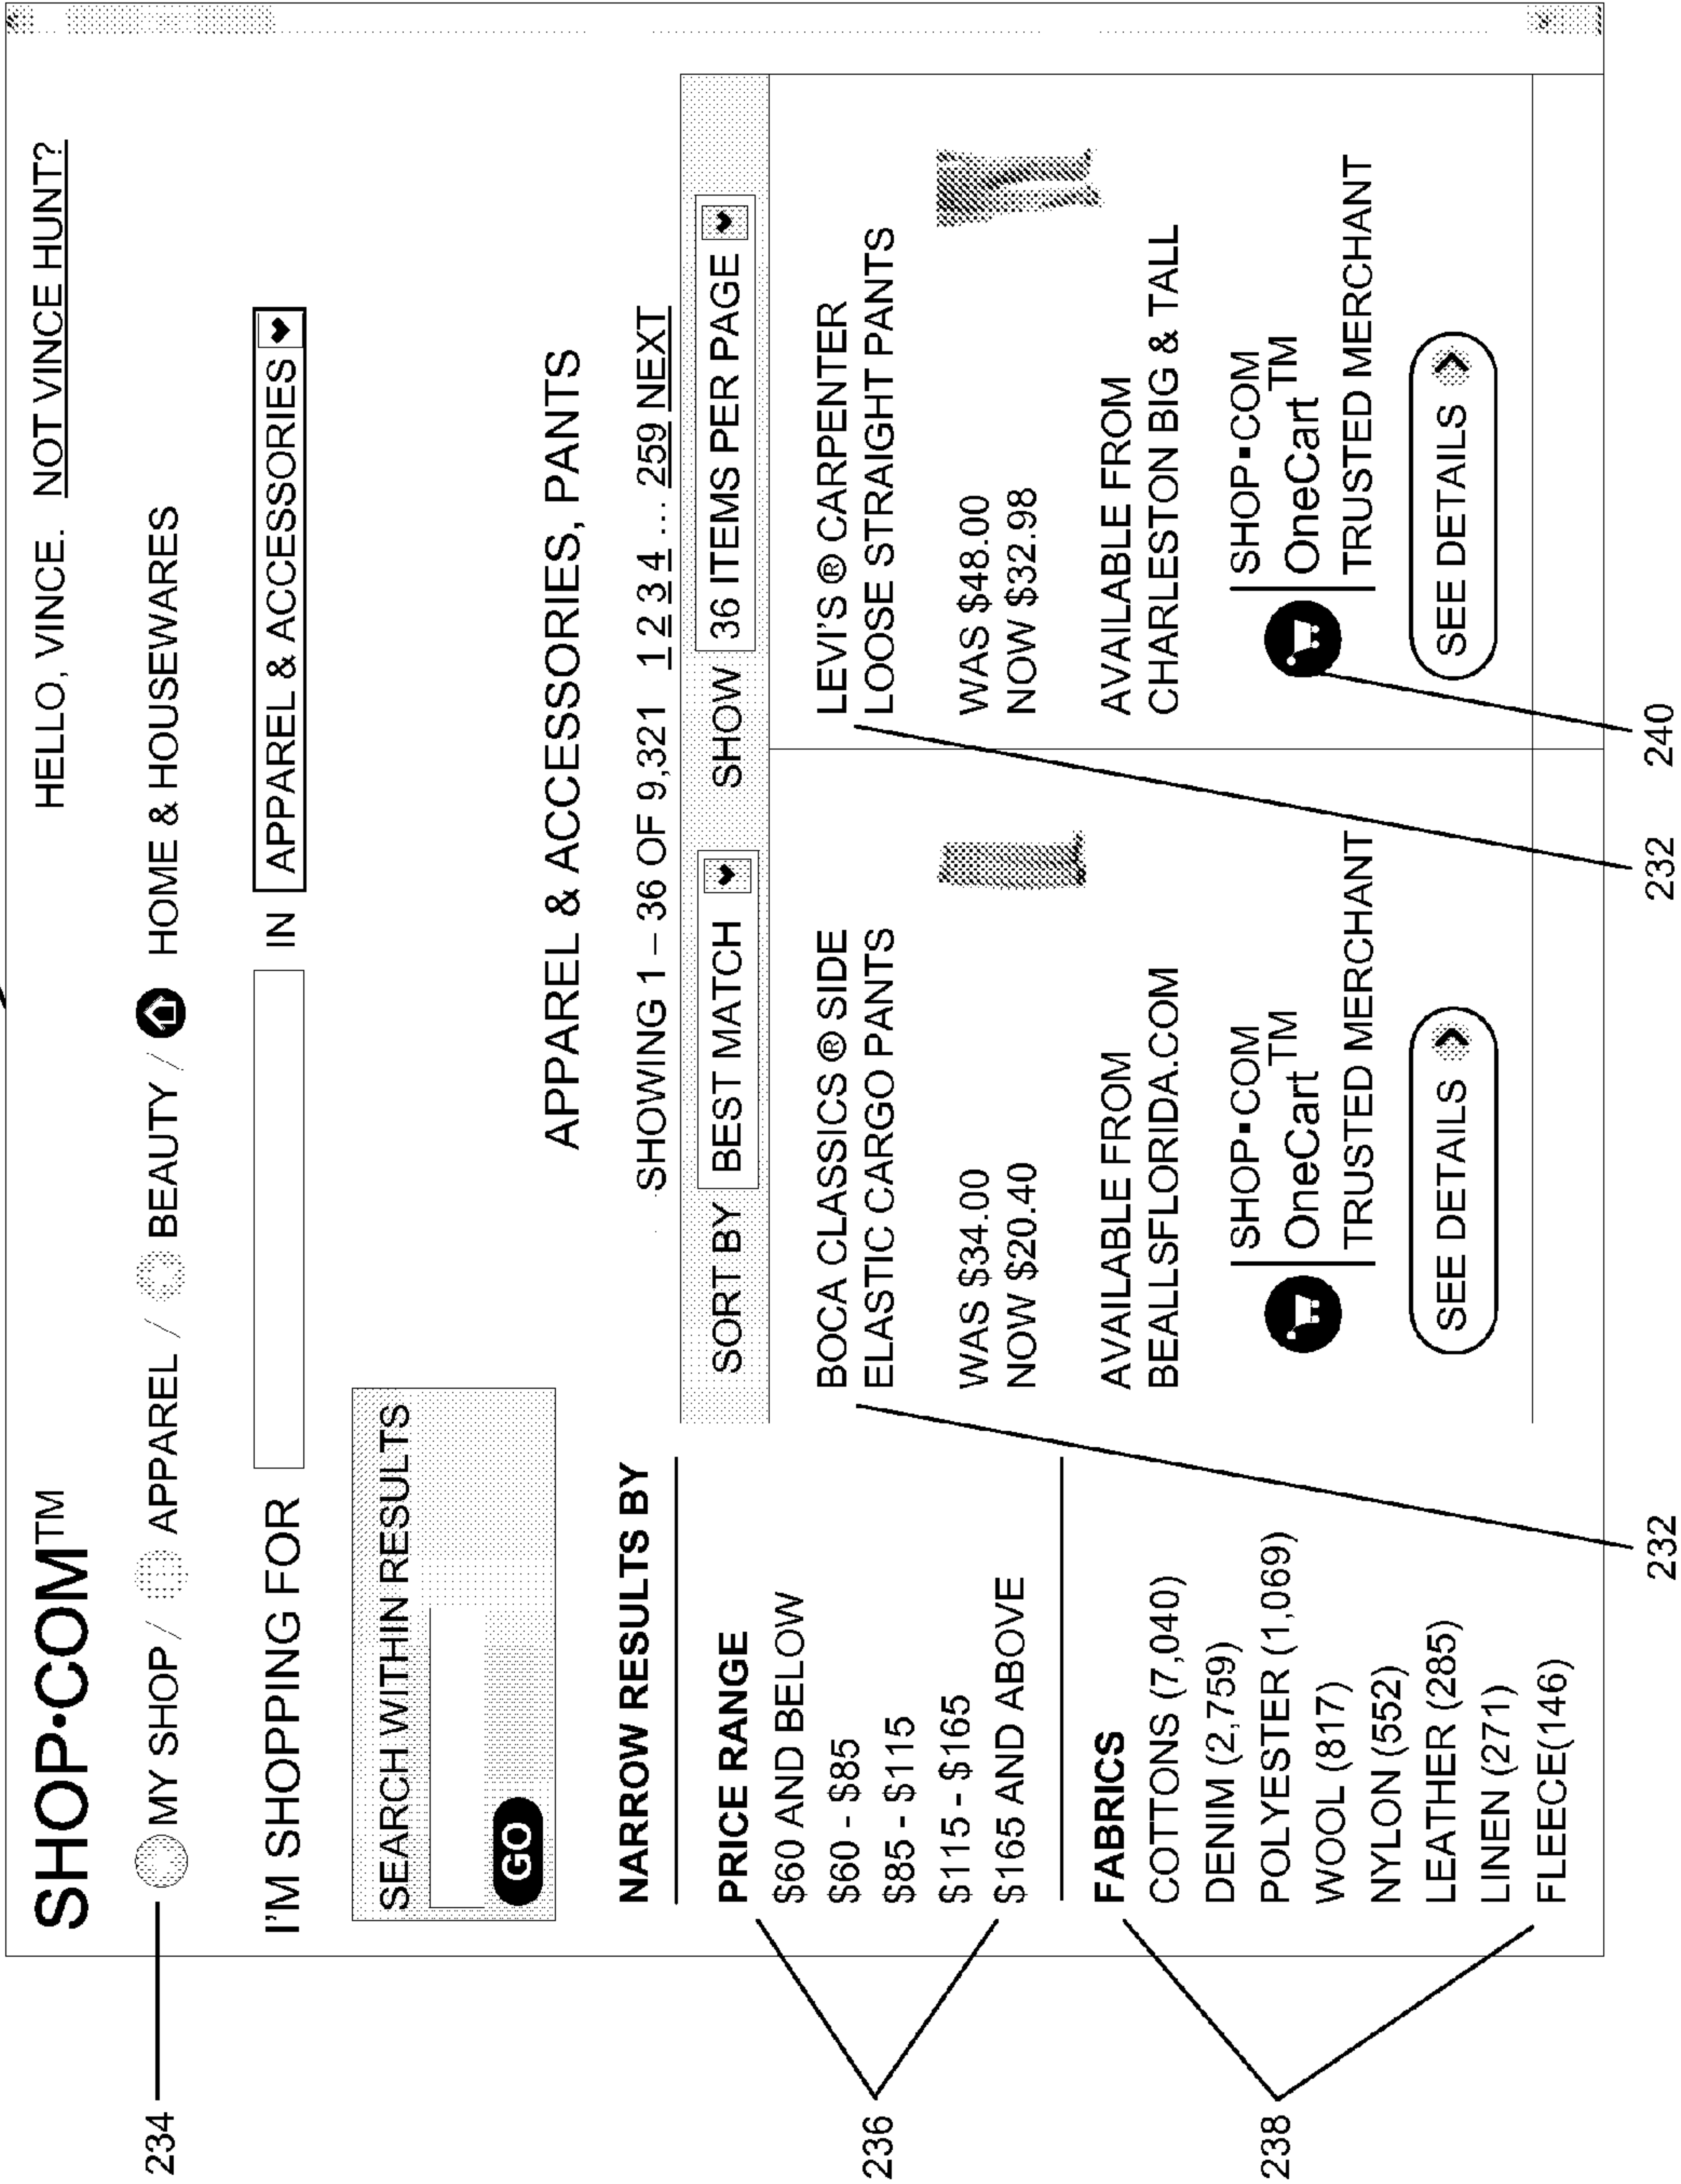 HELLO, VINCE. NOT VINCE HUNT?
SHOP•COM™
234
MY SHOP / APPAREL / BEAUTY / HOME & HOUSEWARES
I'M SHOPPING FOR IN APPAREL & ACCESSORIES
SEARCH WITHIN RESULTS
GO
APPAREL & ACCESSORIES, PANTS
SHOWING 1 – 36 OF 9,321 1 2 3 4 ... 259 NEXT
SORT BY BEST MATCH SHOW 36 ITEMS PER PAGE
NARROW RESULTS BY
PRICE RANGE
$60 AND BELOW
$60 - $85
$85 - $115
$115 - $165
$165 AND ABOVE
236
FABRICS
COTTONS (7,040)
DENIM (2,759)
POLYESTER (1,069)
WOOL (817)
NYLON (552)
LEATHER (285)
LINEN (271)
FLEECE(146)
238
BOCA CLASSICS ® SIDE
ELASTIC CARGO PANTS
WAS $34.00
NOW $20.40
AVAILABLE FROM
BEALLSFLORIDA.COM
SHOP▪COM
OneCart™
TRUSTED MERCHANT
SEE DETAILS >
LEVI'S ® CARPENTER
LOOSE STRAIGHT PANTS
WAS $48.00
NOW $32.98
AVAILABLE FROM
CHARLESTON BIG & TALL
SHOP▪COM
OneCart™
TRUSTED MERCHANT
SEE DETAILS >
232
232
240